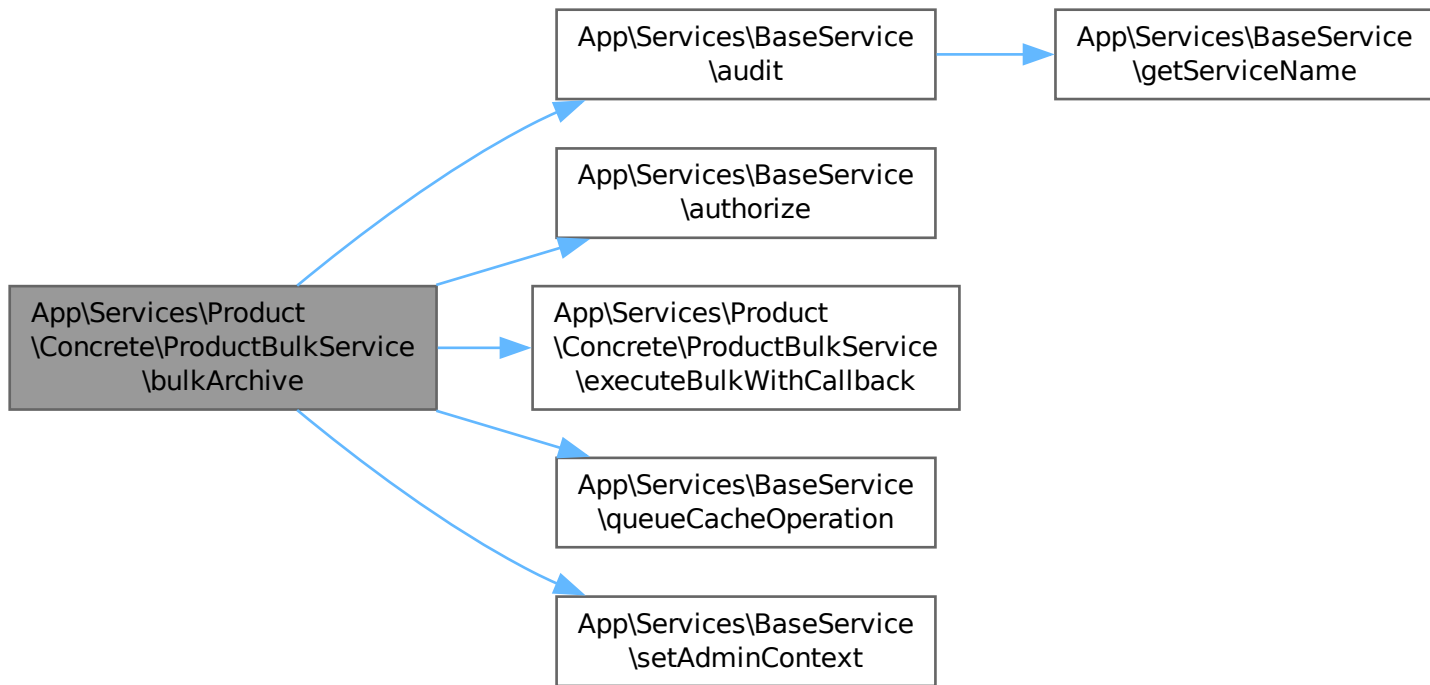 App\Services\Product
\Concrete\ProductBulkService
\bulkArchive
App\Services\BaseService
\audit
App\Services\BaseService
\getServiceName
App\Services\BaseService
\authorize
App\Services\Product
\Concrete\ProductBulkService
\executeBulkWithCallback
App\Services\BaseService
\queueCacheOperation
App\Services\BaseService
\setAdminContext